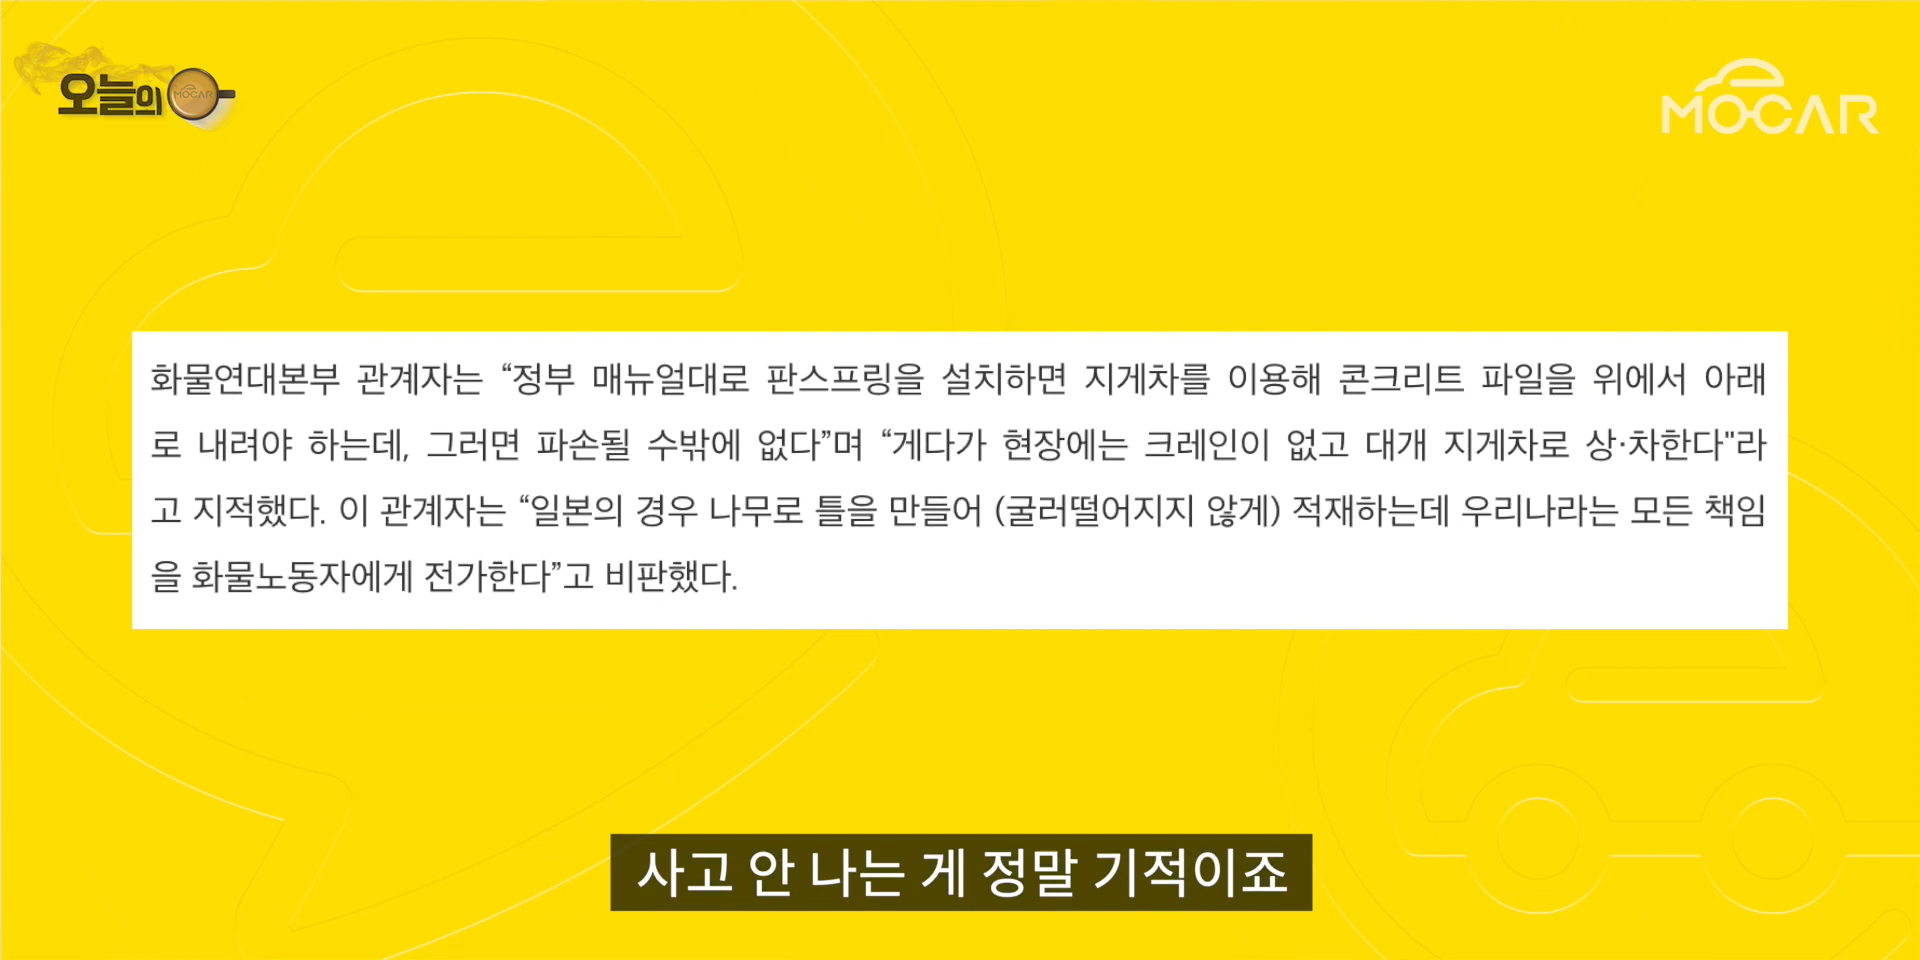 오늘의
MOCAR
MOCAR
화물연대본부 관계자는 “정부 매뉴얼대로 판스프링을 설치하면 지게차를 이용해 콘크리트 파일을 위에서 아래
로 내려야 하는데, 그러면 파손될 수밖에 없다”며 “게다가 현장에는 크레인이 없고 대개 지게차로 상·차한다"라
고 지적했다. 이 관계자는 “일본의 경우 나무로 틀을 만들어 (굴러떨어지지 않게) 적재하는데 우리나라는 모든 책임
을 화물노동자에게 전가한다”고 비판했다.
사고 안 나는 게 정말 기적이죠